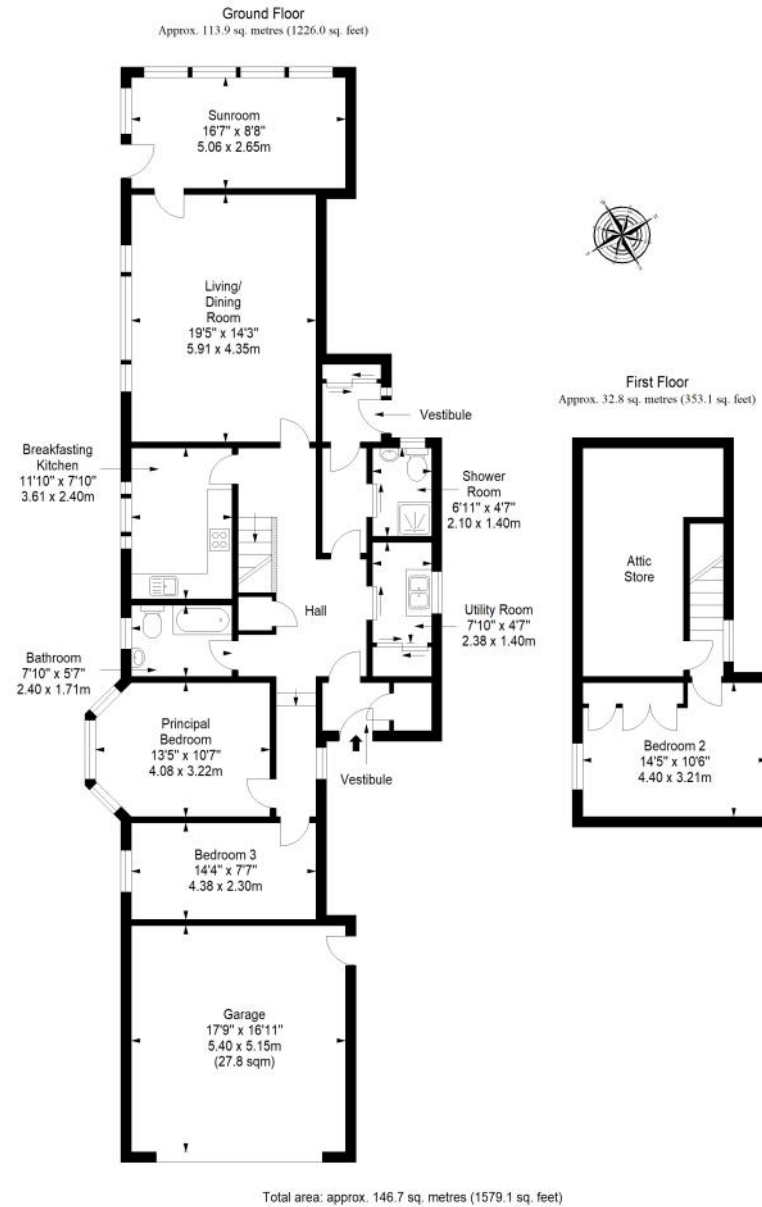 Ground Floor
Approx. 113.9 sq. metres (1226.0 sq. feet)
Sunroom
16'7" x 8'8"
5.06 x 2.65m
Living/
Dining
Room
19'5" x 14'3"
5.91 x 4.35m
First Floor
Approx. 32.8 sq. metres (353.1 sq. feet)
Vestibule
Breakfasting
Kitchen
11'10" x 7'10"
3.61 x 2.40m
Shower
Room
6'11" x 4'7"
2.10 x 1.40m
Attic
Store
Hall
Utility Room
7'10" x 4'7"
2.38 x 1.40m
Bathroom
7'10" x 5'7"
2.40 x 1.71m
Principal
Bedroom
13'5" x 10'7"
4.08 x 3.22m
Vestibule
Bedroom 2
14'5" x 10'6"
4.40 x 3.21m
Bedroom 3
14'4" x 7'7"
4.38 x 2.30m
Garage
17'9" x 16'11"
5.40 x 5.15m
(27.8 sqm)
Total area: approx. 146.7 sq. metres (1579.1 sq. feet)